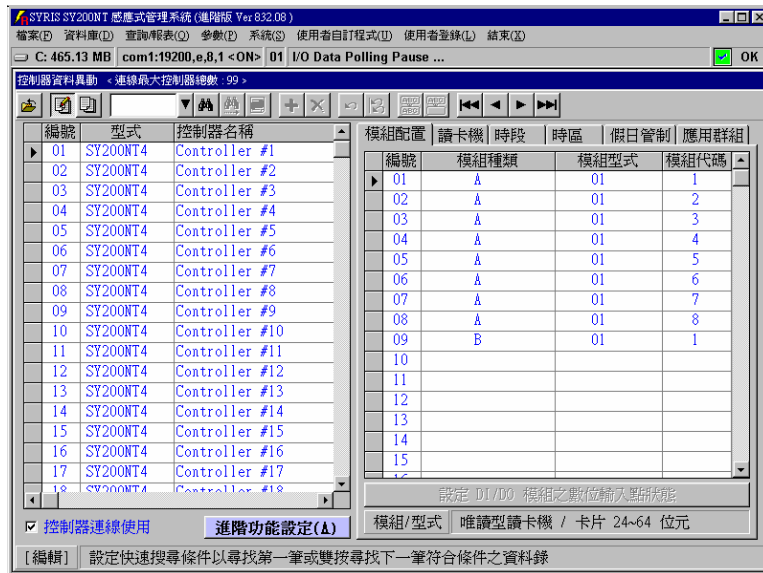 SYRIS SY200NT 感應式管理系統 (進階版 Ver 832.08 )
檔案(F) 資料庫(D) 查詢/報表(Q) 參數(P) 系統(S) 使用者自訂程式(U) 使用者登錄(L) 結束(X)
C: 465.13 MB com1:19200,e,8,1 <ON> 01 I/O Data Polling Pause ... OK
控制器資料異動 < 連線最大控制器總數 : 99 >
編號 型式 控制器名稱
01 SY200NT4 Controller #1
02 SY200NT4 Controller #2
03 SY200NT4 Controller #3
04 SY200NT4 Controller #4
05 SY200NT4 Controller #5
06 SY200NT4 Controller #6
07 SY200NT4 Controller #7
08 SY200NT4 Controller #8
09 SY200NT4 Controller #9
10 SY200NT4 Controller #10
11 SY200NT4 Controller #11
12 SY200NT4 Controller #12
13 SY200NT4 Controller #13
14 SY200NT4 Controller #14
15 SY200NT4 Controller #15
16 SY200NT4 Controller #16
17 SY200NT4 Controller #17
18 SY200NT4 Controller #18
控制器連線使用 進階功能設定(A)
模組配置 讀卡機 時段 時區 假日管制 應用群組
編號 模組種類 模組型式 模組代碼
01 A 01 1
02 A 01 2
03 A 01 3
04 A 01 4
05 A 01 5
06 A 01 6
07 A 01 7
08 A 01 8
09 B 01 1
10
11
12
13
14
15
16
設定 DI/DO 模組之數位輸入點狀態
模組/型式 唯讀型讀卡機 / 卡片 24~64 位元
[編輯] 設定快速搜尋條件以尋找第一筆或雙按尋找下一筆符合條件之資料錄